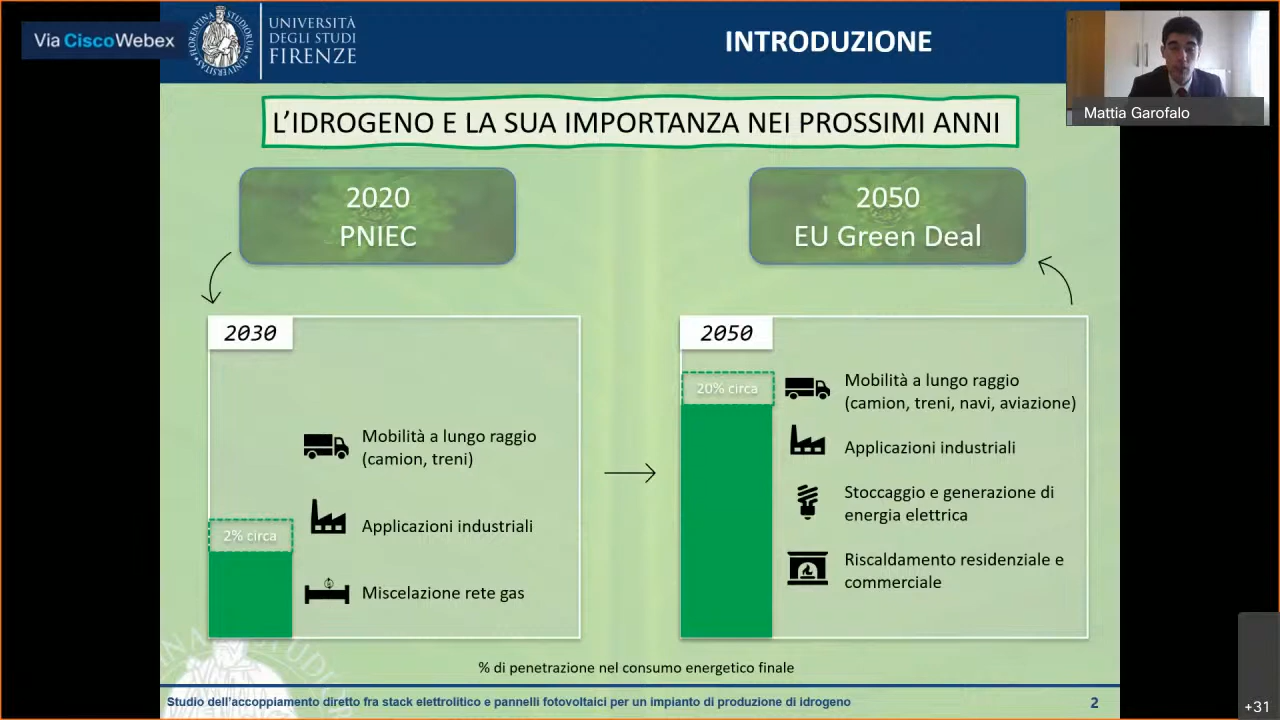 Via Cisco Webex
UNIVERSITÀ
DEGLI STUDI
FIRENZE
INTRODUZIONE
Mattia Garofalo
L'IDROGENO E LA SUA IMPORTANZA NEI PROSSIMI ANNI
2020
PNIEC
2050
EU Green Deal
2030
2% circa
Mobilità a lungo raggio
(camion, treni)
Applicazioni industriali
Miscelazione rete gas
2050
20% circa
Mobilità a lungo raggio
(camion, treni, navi, aviazione)
Applicazioni industriali
Stoccaggio e generazione di
energia elettrica
Riscaldamento residenziale e
commerciale
% di penetrazione nel consumo energetico finale
Studio dell'accoppiamento diretto fra stack elettrolitico e pannelli fotovoltaici per un impianto di produzione di idrogeno
2
+31